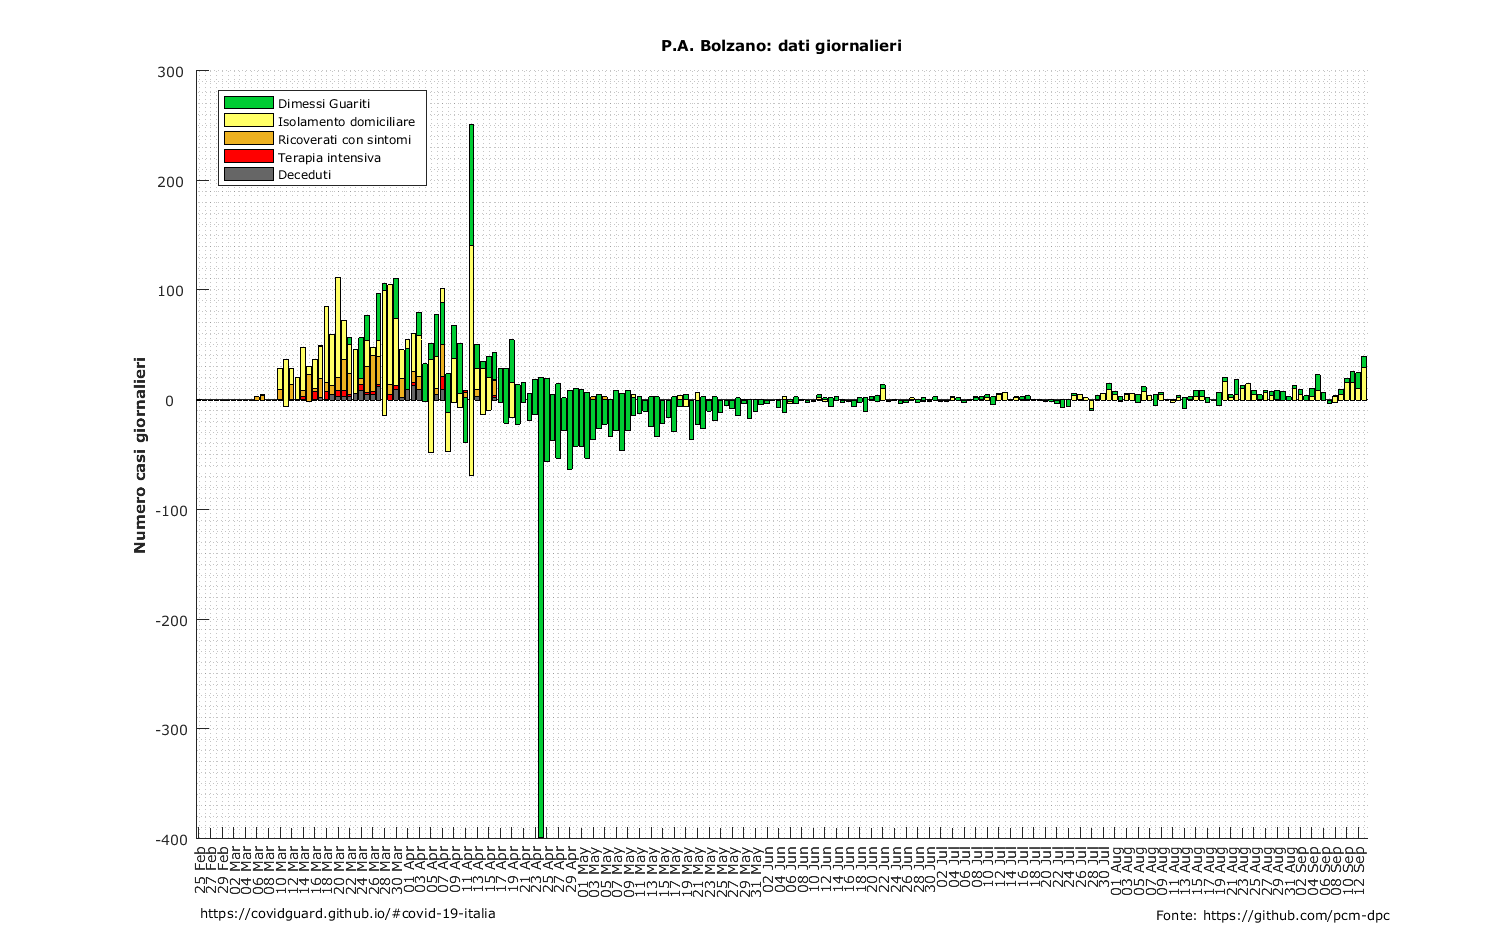 P.A. Bolzano: dati giornalieri
300
200
100
0
-100
-200
-300
-400
Numero casi giornalieri
Dimessi Guariti
Isolamento domiciliare
Ricoverati con sintomi
Terapia intensiva
Deceduti
25 Feb
27 Feb
29 Feb
02 Mar
04 Mar
06 Mar
08 Mar
10 Mar
12 Mar
14 Mar
16 Mar
18 Mar
20 Mar
22 Mar
24 Mar
26 Mar
28 Mar
30 Mar
01 Apr
03 Apr
05 Apr
07 Apr
09 Apr
11 Apr
13 Apr
15 Apr
17 Apr
19 Apr
21 Apr
23 Apr
25 Apr
27 Apr
29 Apr
01 May
03 May
05 May
07 May
09 May
11 May
13 May
15 May
17 May
19 May
21 May
23 May
25 May
27 May
29 May
31 May
02 Jun
04 Jun
06 Jun
08 Jun
10 Jun
12 Jun
14 Jun
16 Jun
18 Jun
20 Jun
22 Jun
24 Jun
26 Jun
28 Jun
30 Jun
02 Jul
04 Jul
06 Jul
08 Jul
10 Jul
12 Jul
14 Jul
16 Jul
18 Jul
20 Jul
22 Jul
24 Jul
26 Jul
28 Jul
30 Jul
01 Aug
03 Aug
05 Aug
07 Aug
09 Aug
11 Aug
13 Aug
15 Aug
17 Aug
19 Aug
21 Aug
23 Aug
25 Aug
27 Aug
29 Aug
31 Aug
02 Sep
04 Sep
06 Sep
08 Sep
10 Sep
12 Sep
https://covidguard.github.io/#covid-19-italia
Fonte: https://github.com/pcm-dpc